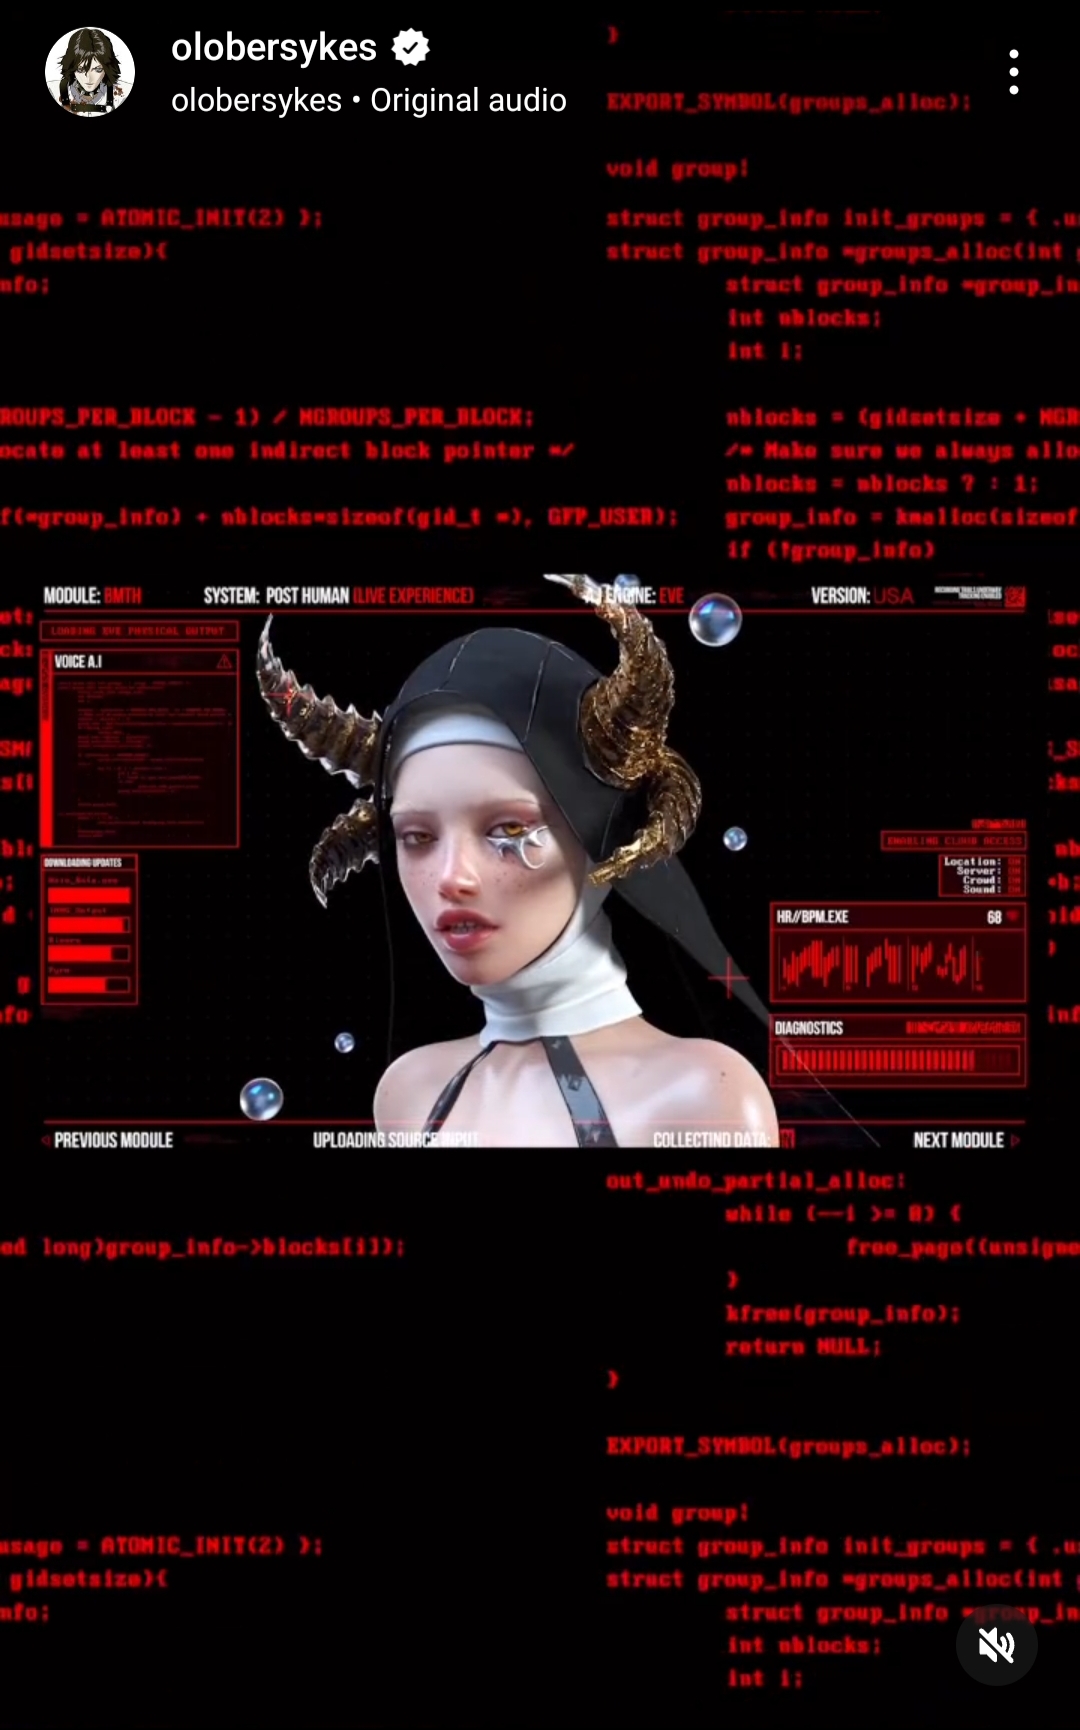 olobersykes
olobersykes • Original audio
}
EXPORT_SYMBOL(groups_alloc);
void group!
usage = ATOMIC_INIT(2) };
struct group_info init_groups = { .us
gidsetsize){
struct group_info *groups_alloc(int g
nfo;
struct group_info *group_in
int nblocks;
int i;
ROUPS_PER_BLOCK - 1) / NGROUPS_PER_BLOCK;
nblocks = (gidsetsize + NGR
ocate at least one indirect block pointer */
/* Make sure we always allo
nblocks = nblocks ? : 1;
f(*group_info) + nblocks*sizeof(gid_t *), GFP_USER);
group_info = kmalloc(sizeof
if (!group_info)
MODULE: BMTH
SYSTEM: POST HUMAN (LIVE EXPERIENCE)
ENGINE: EVE
VERSION: USA
LOADING EVE PHYSICAL OUTPUT
VOICE A.I
DOWNLOADING UPDATES
ENABLING CLAIR ACCESS
Location:
Server:
Crowd:
Sound:
HR//BPM.EXE 68
DIAGNOSTICS
PREVIOUS MODULE
UPLOADING SOURCE INPUT
COLLECTIND DATA:
NEXT MODULE
out_undo_partial_alloc:
while (--i >= 0) {
ed long)group_info->blocks[i]);
free_page((unsigne
}
kfree(group_info);
return NULL;
}
EXPORT_SYMBOL(groups_alloc);
void group!
usage = ATOMIC_INIT(2) };
struct group_info init_groups = { .us
gidsetsize){
struct group_info *groups_alloc(int g
nfo;
struct group_info *group_in
int nblocks;
int i;